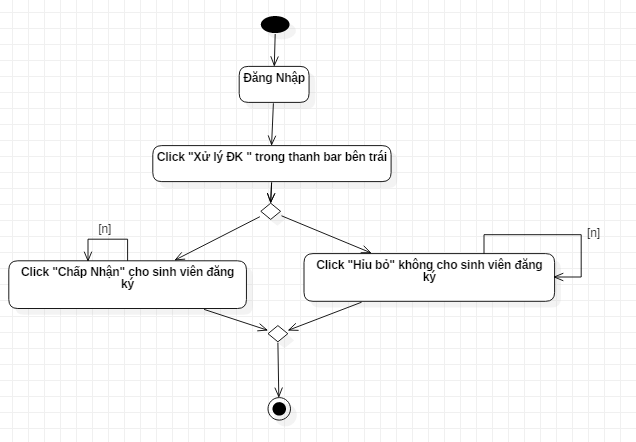 Đăng Nhập
Click "Xử lý ĐK " trong thanh bar bên trái
[n]
[n]
Click "Chấp Nhận" cho sinh viên đăng
ký
Click "Hỉu bỏ" không cho sinh viên đăng
ký